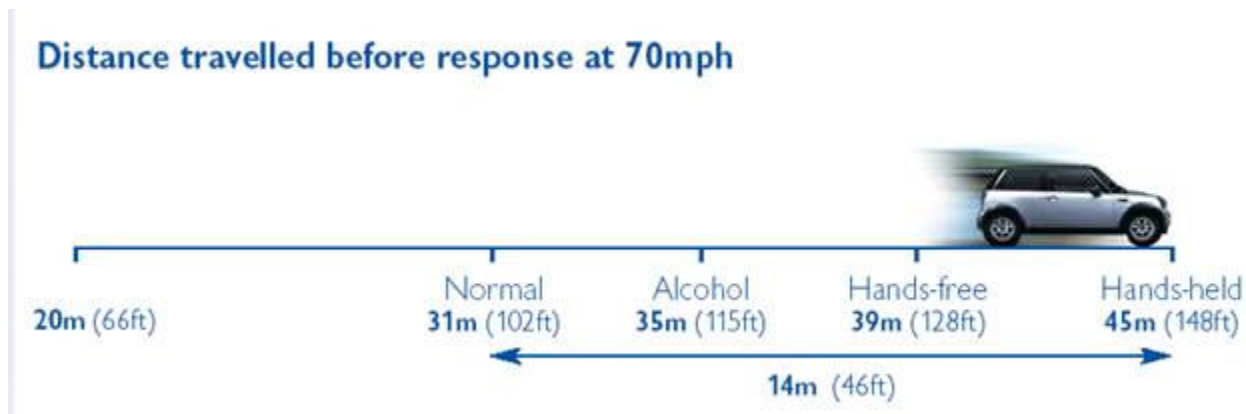 Distance travelled before response at 70mph
Normal Alcohol Hands-free Hands-held
20m (66ft) 31m (102ft) 35m (115ft) 39m (128ft) 45m (148ft)
14m (46ft)